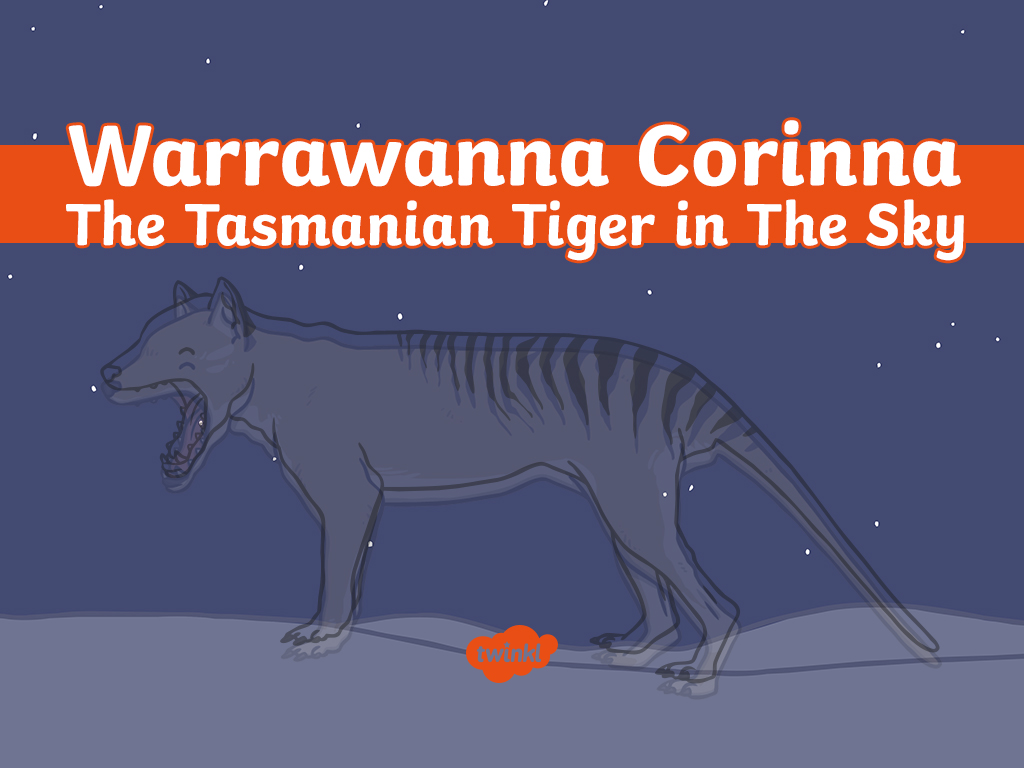 Warrawanna Corinna
The Tasmanian Tiger in The Sky
twinkl